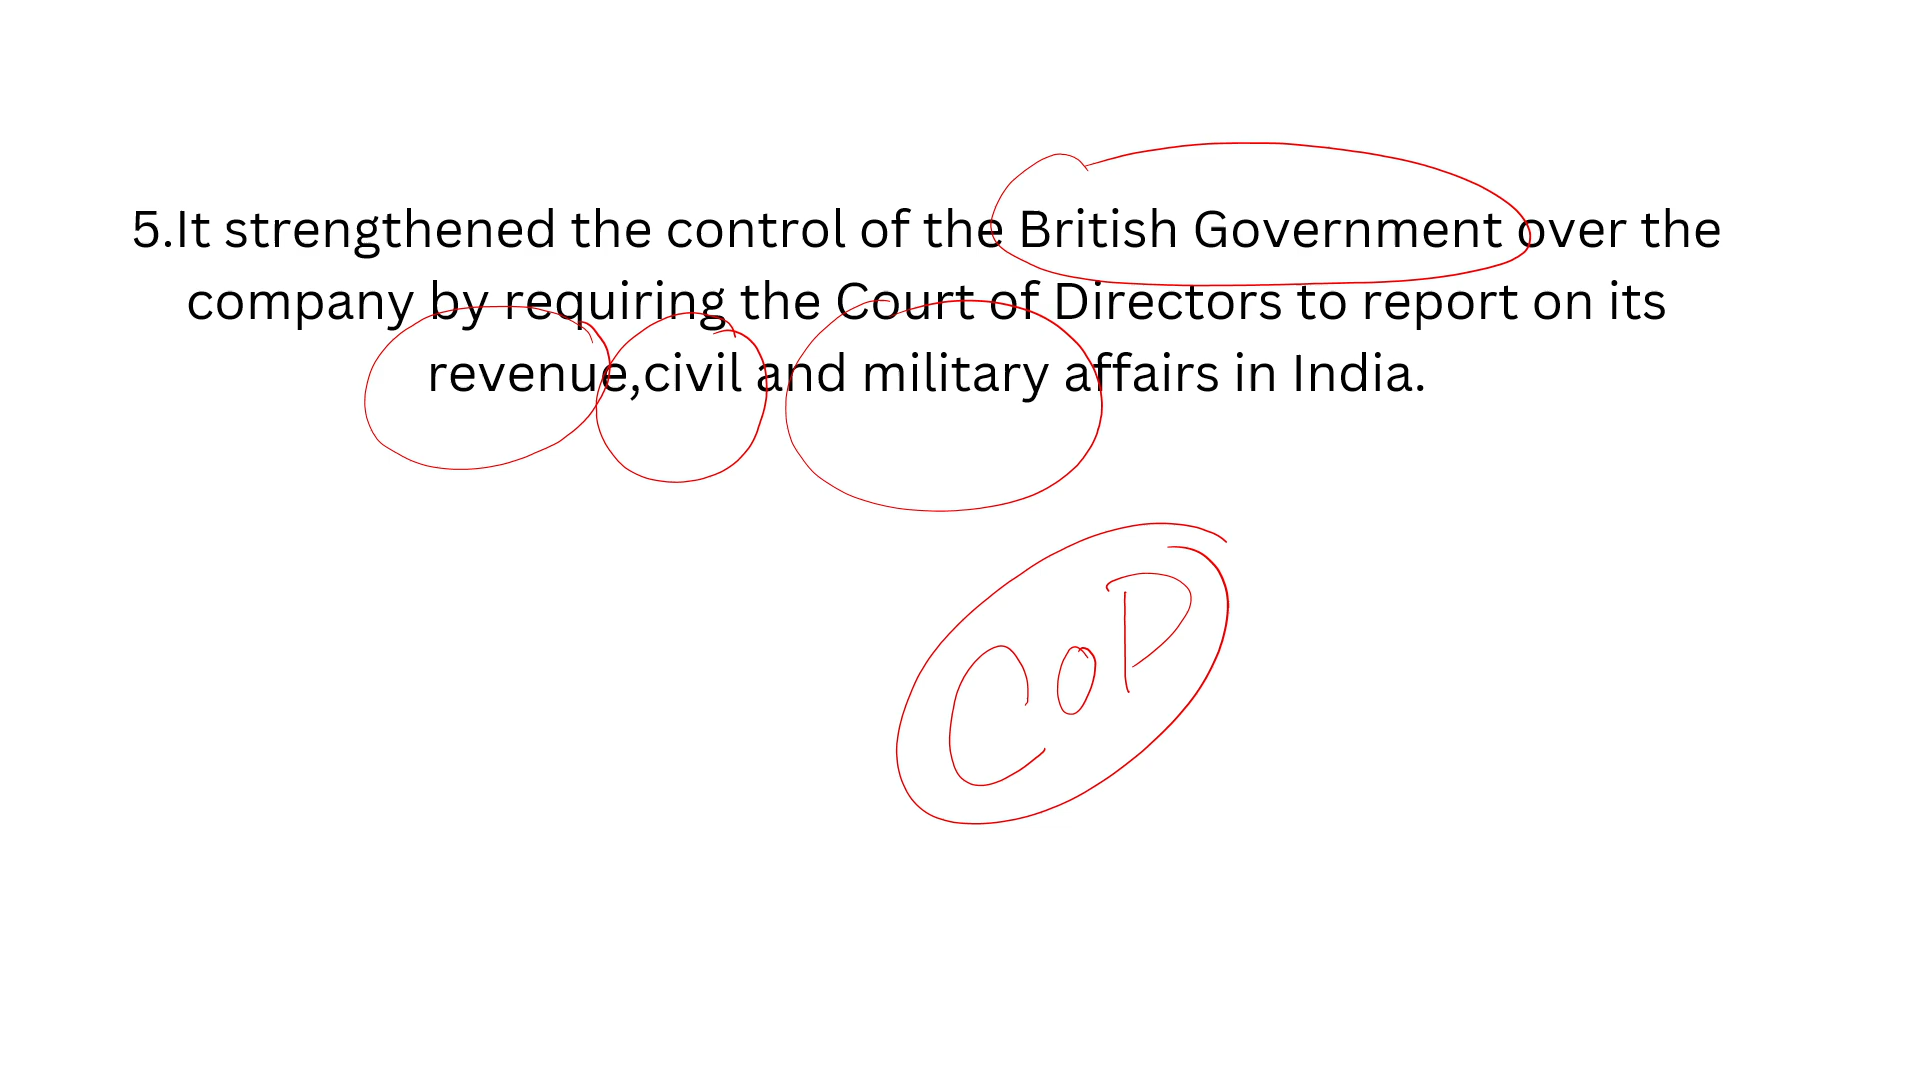 5.It strengthened the control of the British Government over the
company by requiring the Court of Directors to report on its
revenue,civil and military affairs in India.
COD